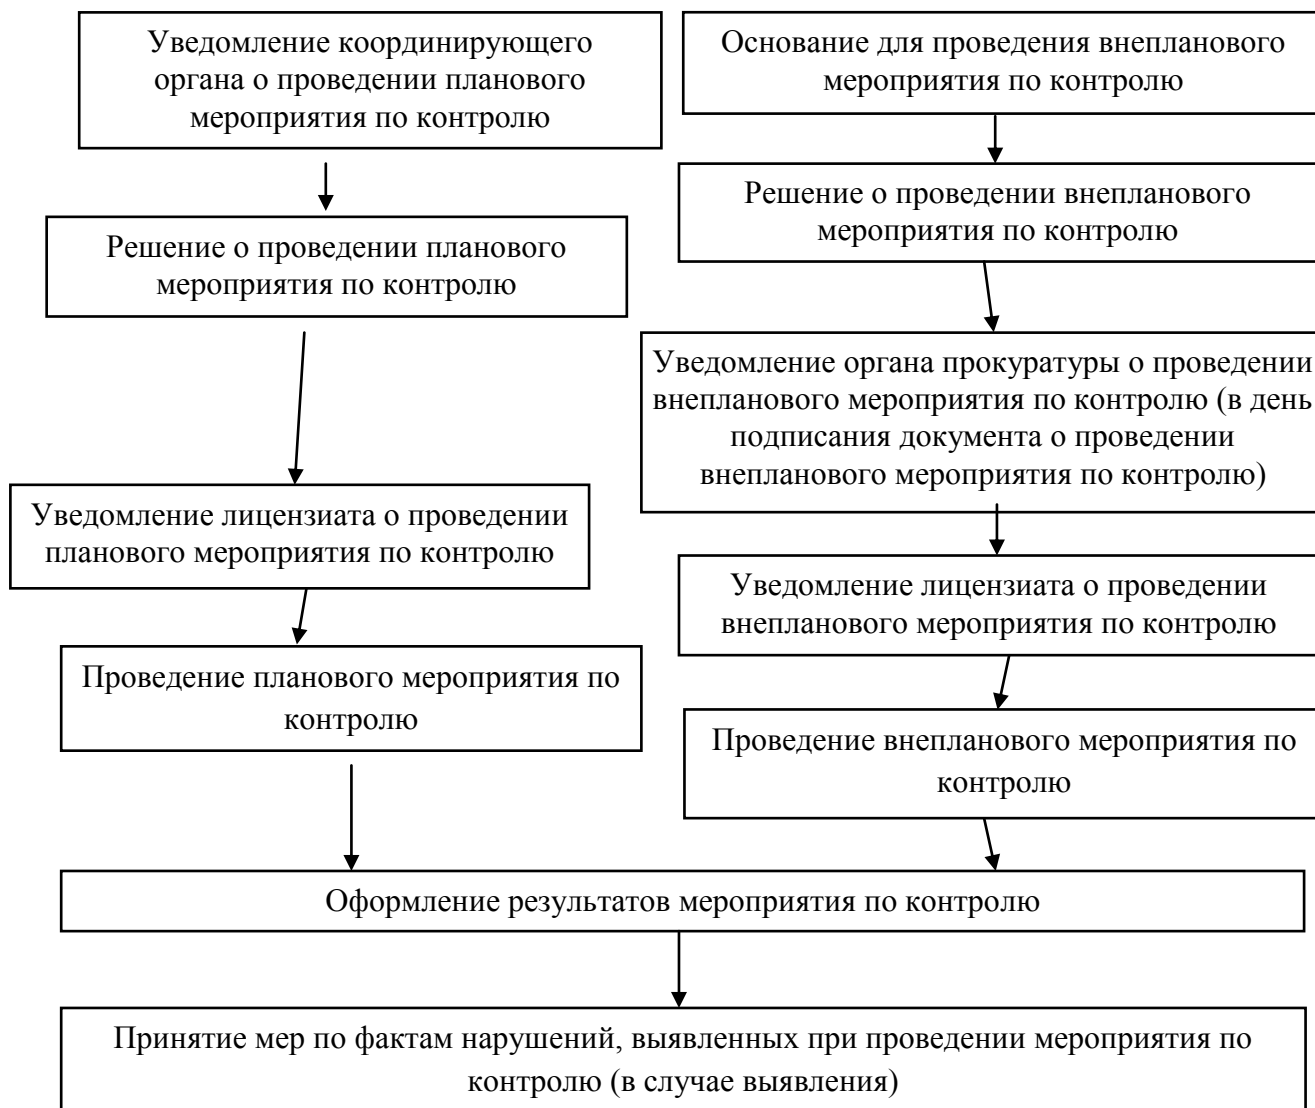 Уведомление координирующего
органа о проведении планового
мероприятия по контролю
Основание для проведения внепланового
мероприятия по контролю
Решение о проведении планового
мероприятия по контролю
Решение о проведении внепланового
мероприятия по контролю
Уведомление органа прокуратуры о проведении
внепланового мероприятия по контролю (в день
подписания документа о проведении
внепланового мероприятия по контролю)
Уведомление лицензиата о проведении
планового мероприятия по контролю
Уведомление лицензиата о проведении
внепланового мероприятия по контролю
Проведение планового мероприятия по
контролю
Проведение внепланового мероприятия по
контролю
Оформление результатов мероприятия по контролю
Принятие мер по фактам нарушений, выявленных при проведении мероприятия по
контролю (в случае выявления)